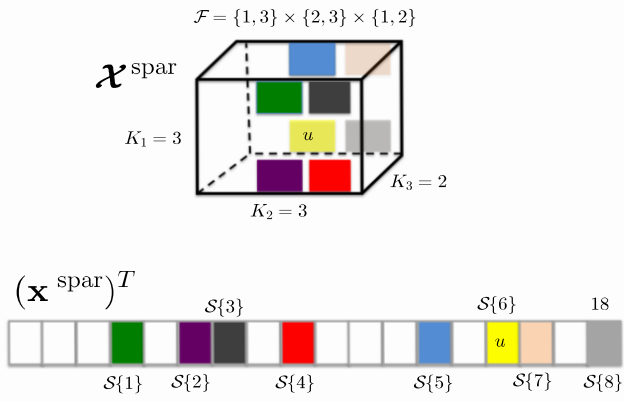 𝓕 = {1, 3} × {2, 3} × {1, 2}
𝓧 spar
K₁ = 3
u
K₃ = 2
K₂ = 3
(𝐱 spar)ᵀ
𝒮{3}
𝒮{6}
18
u
𝒮{1}
𝒮{2}
𝒮{4}
𝒮{5}
𝒮{7}
𝒮{8}